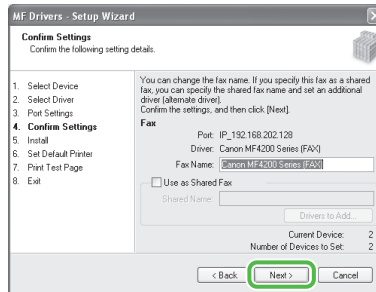 MF Drivers - Setup Wizard
Confirm Settings
Confirm the following setting details.
1. Select Device
2. Select Driver
3. Port Settings
4. Confirm Settings
5. Install
6. Set Default Printer
7. Print Test Page
8. Exit
You can change the fax name. If you specify this fax as a shared
fax, you can specify the shared fax name and set an additional
driver (alternate driver).
Confirm the settings, and then click [Next].
Fax
Port: IP_192.168.202.128
Driver: Canon MF4200 Series (FAX)
Fax Name: Canon MF4200 Series (FAX)
Use as Shared Fax
Shared Name:
Drivers to Add...
Current Device: 2
Number of Devices to Set: 2
< Back
Next >
Cancel